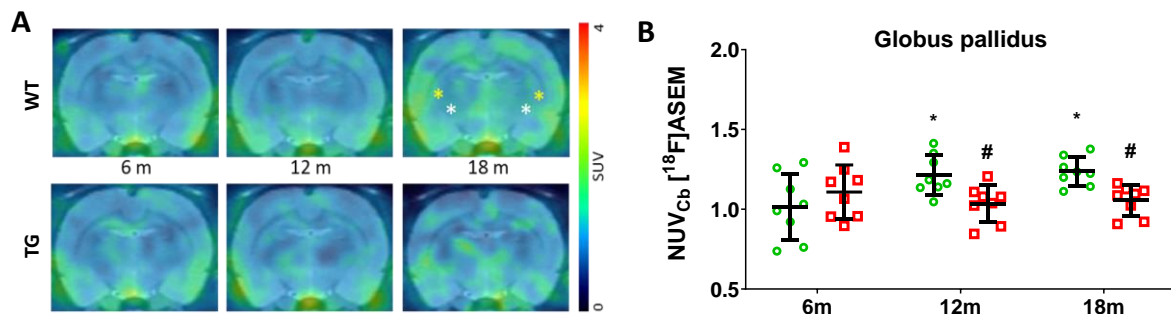 A
WT
6 m 12 m 18 m
TG
4
SUV
0
B
Globus pallidus
NUV_Cb [¹⁸F]ASEM
2.0
* *
1.5
# #
1.0
0.5
6m 12m 18m
* *
* *